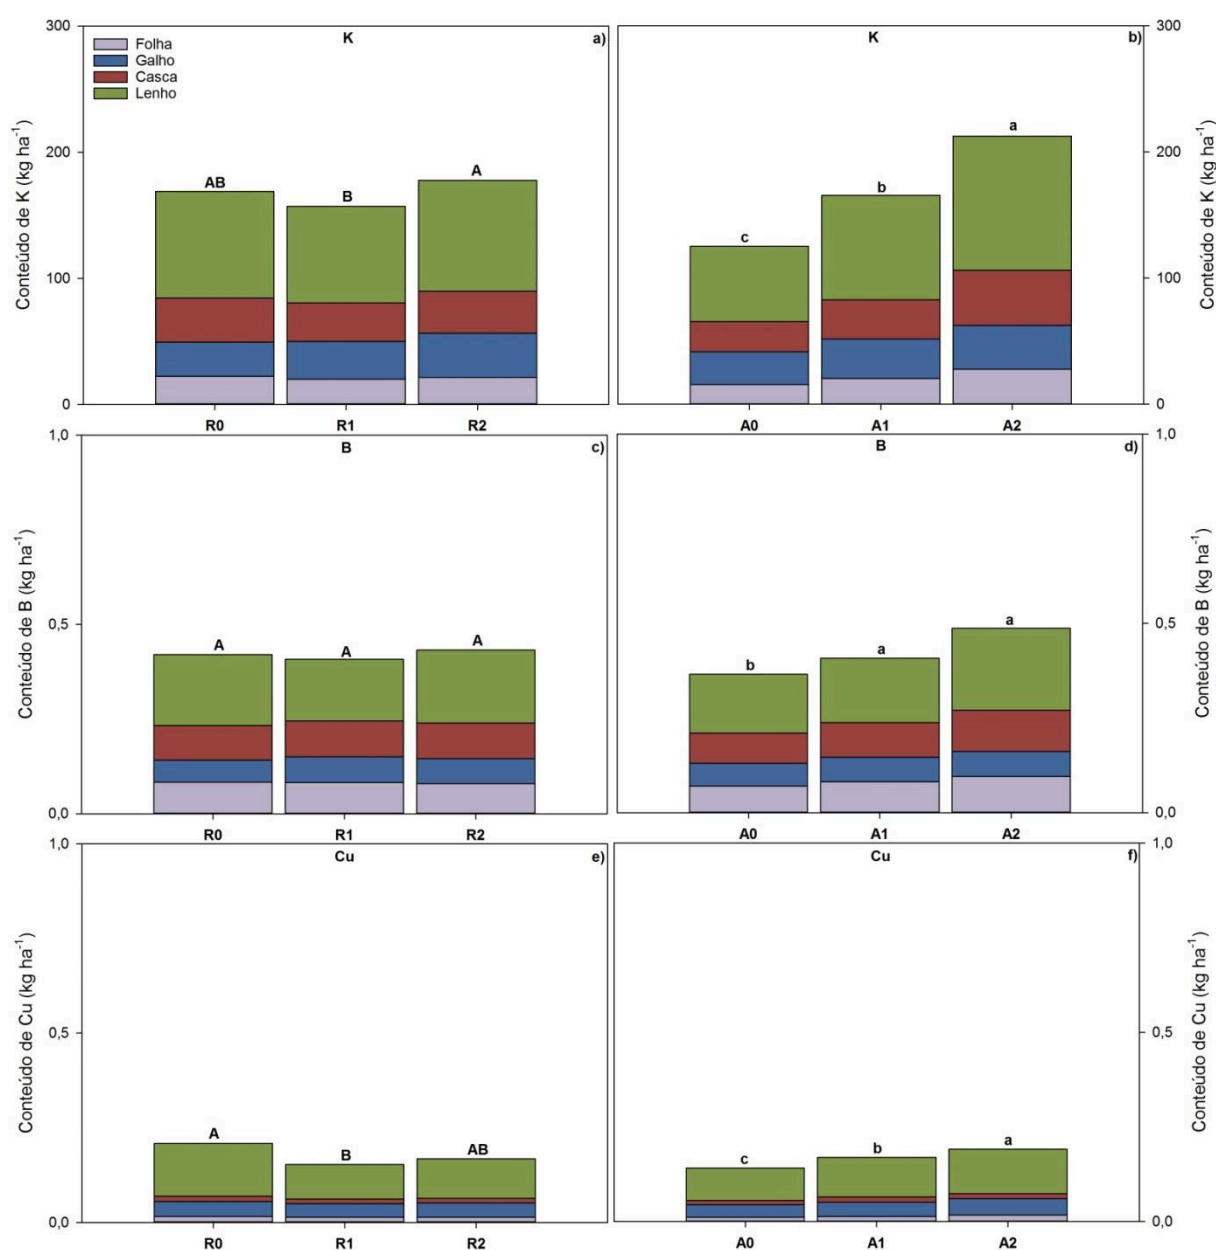 300
K
a)
Folha
Galho
Casca
Lenho
200
100
0
Conteúdo de K (kg ha⁻¹)
AB
B
A
R0
R1
R2
K
b)
300
200
100
0
Conteúdo de K (kg ha⁻¹)
c
b
a
A0
A1
A2
1,0
B
c)
0,5
0,0
Conteúdo de B (kg ha⁻¹)
A
A
A
R0
R1
R2
B
d)
1,0
0,5
0,0
Conteúdo de B (kg ha⁻¹)
b
a
a
A0
A1
A2
1,0
Cu
e)
0,5
0,0
Conteúdo de Cu (kg ha⁻¹)
A
B
AB
R0
R1
R2
Cu
f)
1,0
0,5
0,0
Conteúdo de Cu (kg ha⁻¹)
c
b
a
A0
A1
A2